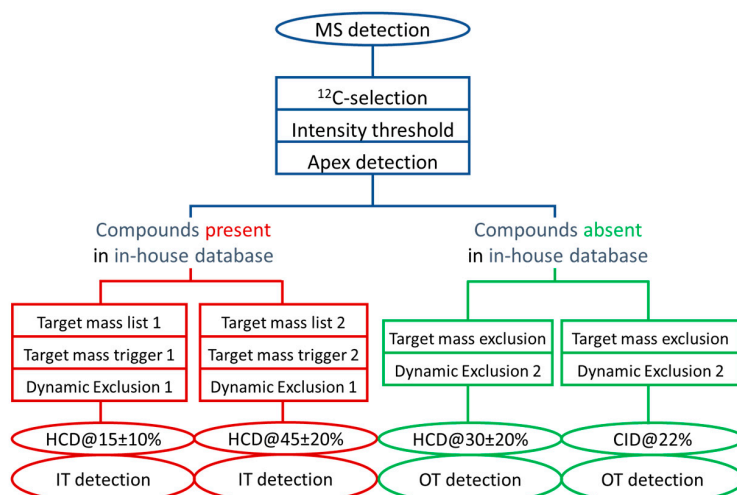 MS detection
¹²C-selection
Intensity threshold
Apex detection
Compounds present
in in-house database
Compounds absent
in in-house database
Target mass list 1
Target mass trigger 1
Dynamic Exclusion 1
HCD@15±10%
IT detection
Target mass list 2
Target mass trigger 2
Dynamic Exclusion 1
HCD@45±20%
IT detection
Target mass exclusion
Dynamic Exclusion 2
HCD@30±20%
OT detection
Target mass exclusion
Dynamic Exclusion 2
CID@22%
OT detection